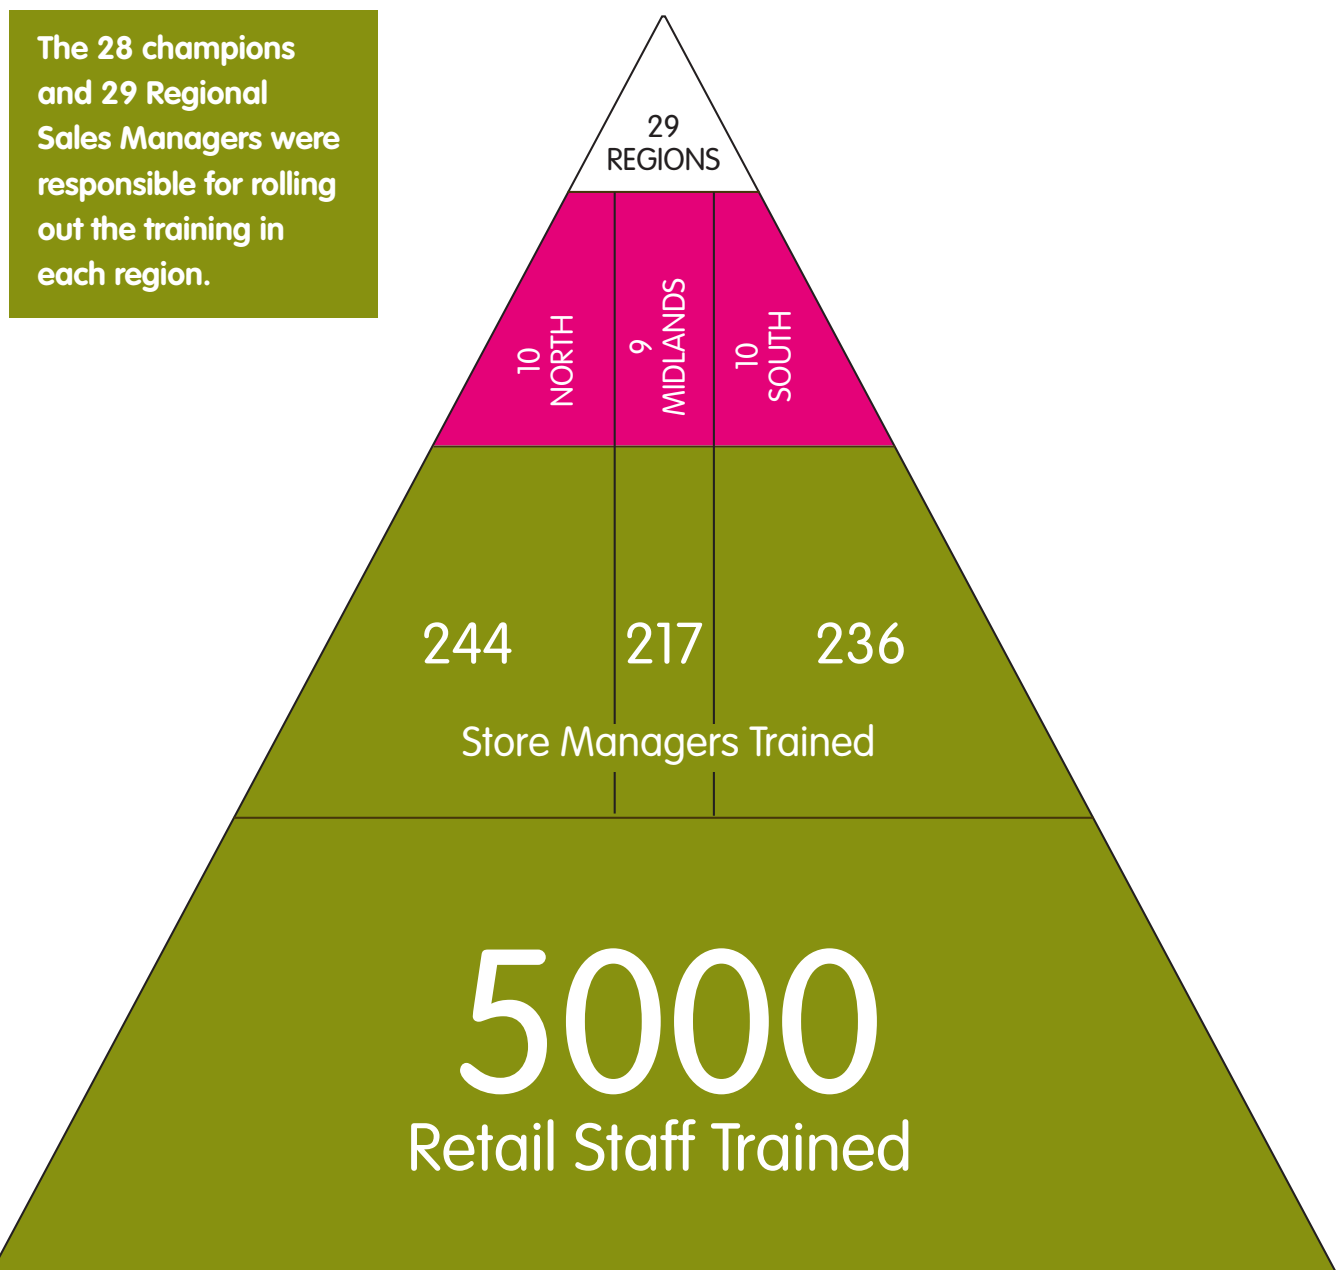 The 28 champions
and 29 Regional
Sales Managers were
responsible for rolling
out the training in
each region.
29
REGIONS
10
NORTH
9
MIDLANDS
10
SOUTH
244 217 236
Store Managers Trained
5000
Retail Staff Trained